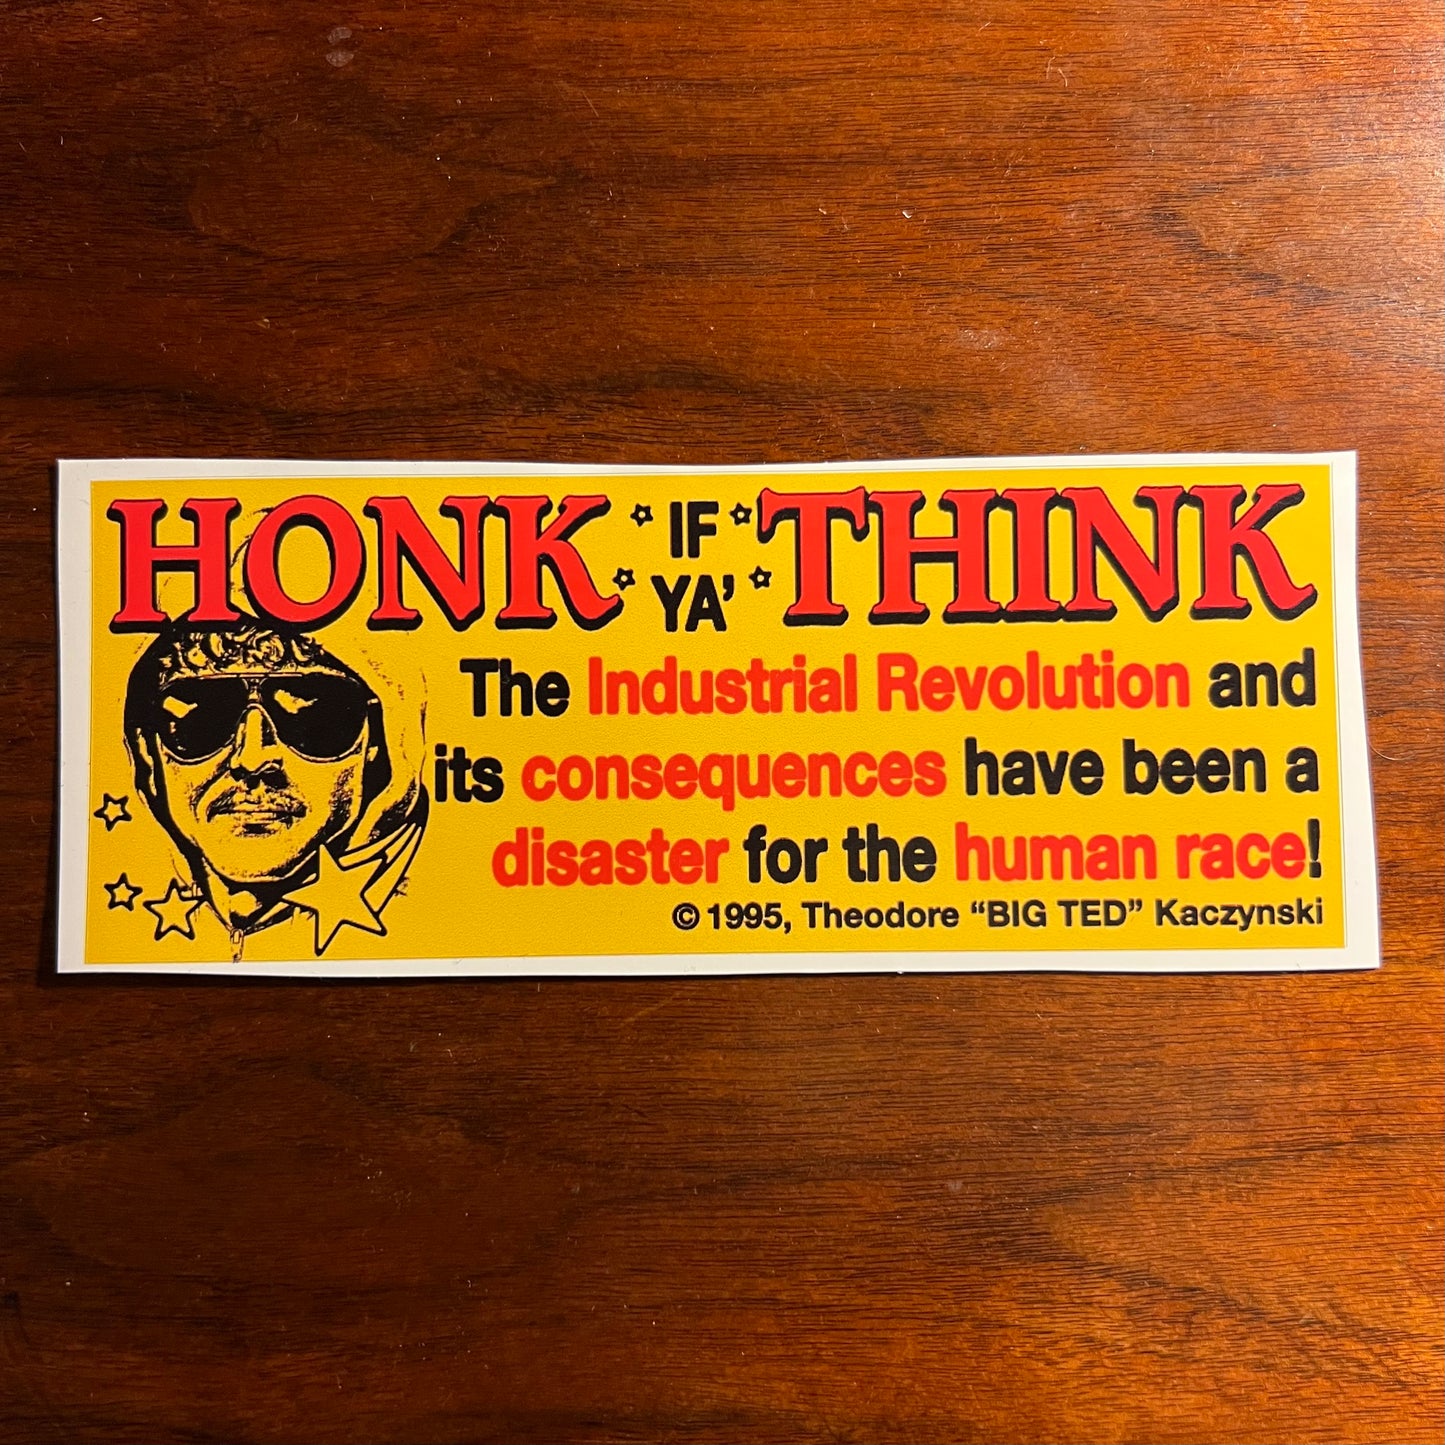 HONK IF YA' THINK
The Industrial Revolution and
its consequences have been a
disaster for the human race!
© 1995, Theodore “BIG TED” Kaczynski